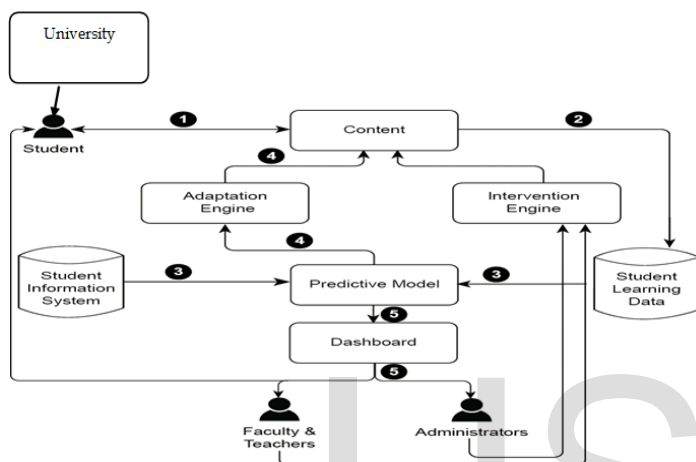 University
1
2
Student
Content
4
Adaptation
Engine
Intervention
Engine
4
Student
Information
System
3
Predictive Model
3
Student
Learning
Data
5
Dashboard
5
Faculty &
Teachers
Administrators